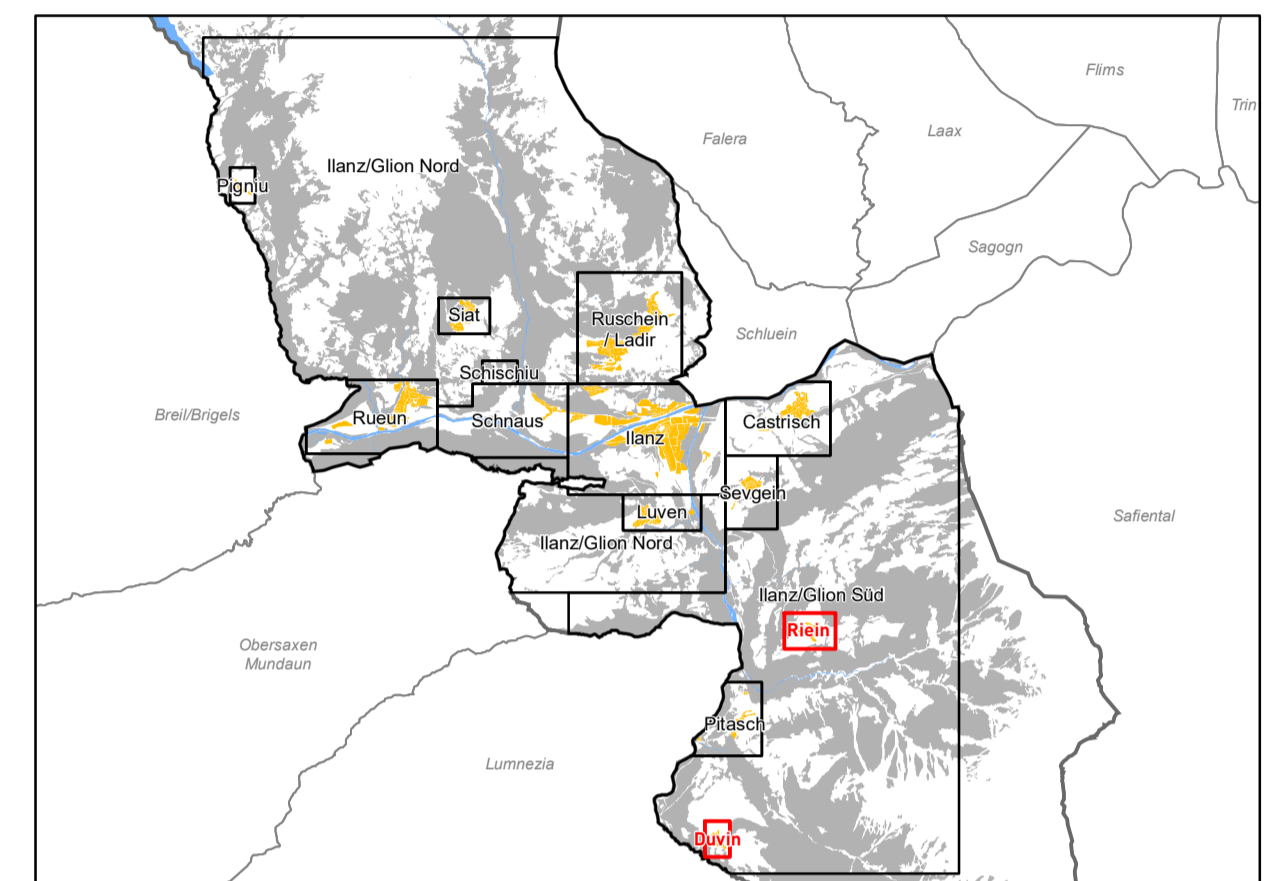 Flims
Trin
Falera
Laax
Ilanz/Glion Nord
Pigniu
Sagogn
Siat
Ruschein
/ Ladir
Schluein
Schischiu
Breil/Brigels
Rueun
Schnaus
Ilanz
Castrisch
Sevgein
Luven
Safiental
Ilanz/Glion Nord
Ilanz/Glion Süd
Riein
Obersaxen
Mundaun
Pitasch
Lumnezia
Duvin